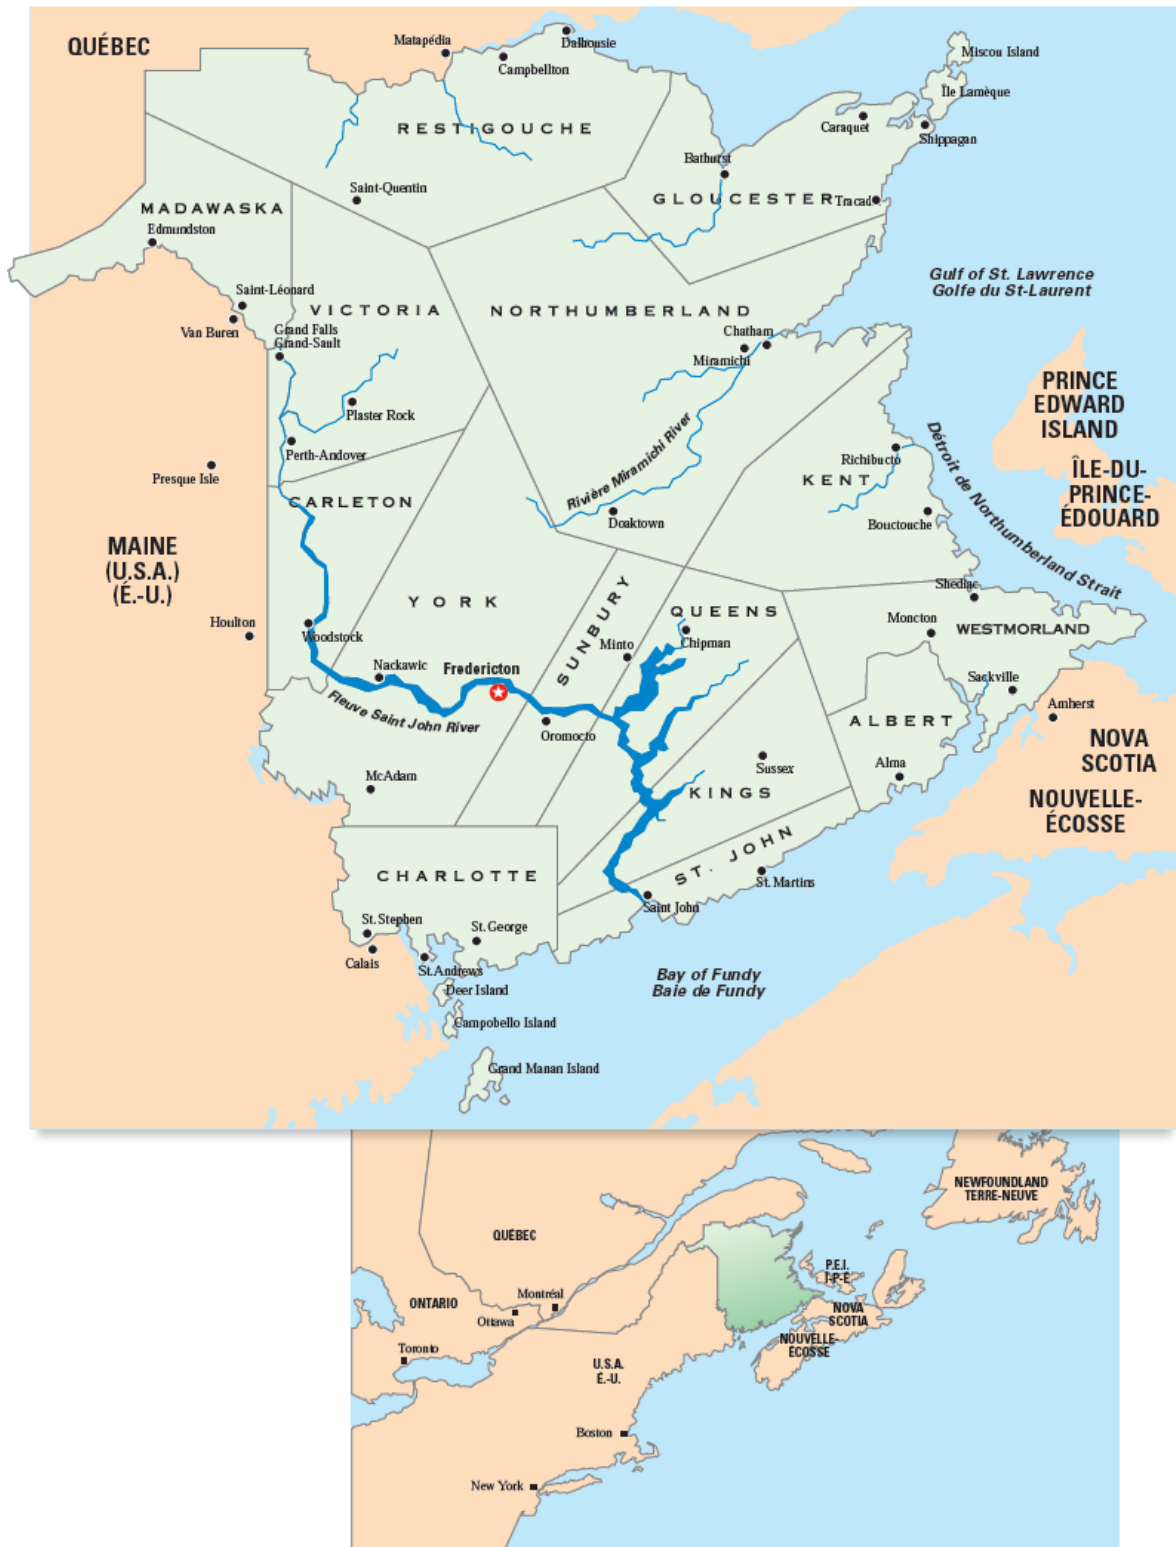 QUÉBEC
Matapédia
Dalhousie
Campbellton
Miscou Island
Île Lamèque
RESTIGOUCHE
Caraquet
Shippagan
Bathurst
Saint-Quentin
GLOUCESTER
Tracad
MADAWASKA
Edmundston
Gulf of St. Lawrence
Golfe du St-Laurent
Saint-Léonard
VICTORIA
NORTHUMBERLAND
Van Buren
Grand Falls
Grand-Sault
Chatham
Miramichi
PRINCE
EDWARD
ISLAND
Plaster Rock
Perth-Andover
Rivière Miramichi River
Détroit de Northumberland Strait
Richibucto
KENT
Presque Isle
ÎLE-DU-
PRINCE-
ÉDOUARD
CARLETON
Doaktown
Bouctouche
MAINE
(U.S.A.)
(É.-U.)
YORK
SUNBURY
QUEENS
Shediac
Houlton
Woodstock
Minto
Chipman
Moncton
WESTMORLAND
Nackawic
Fredericton
Sackville
Fleuve Saint John River
Amherst
Oromocto
ALBERT
NOVA
SCOTIA
McAdam
Sussex
Alma
KINGS
NOUVELLE-
ÉCOSSE
ST. JOHN
CHARLOTTE
St. Martins
Saint John
St. Stephen
St. George
Calais
St. Andrews
Bay of Fundy
Baie de Fundy
Deer Island
Campobello Island
Grand Manan Island
NEWFOUNDLAND
TERRE-NEUVE
QUÉBEC
P.E.I.
I-P-É
Montréal
ONTARIO
Ottawa
NOVA
SCOTIA
NOUVELLE-
ÉCOSSE
Toronto
U.S.A.
É.-U.
Boston
New York